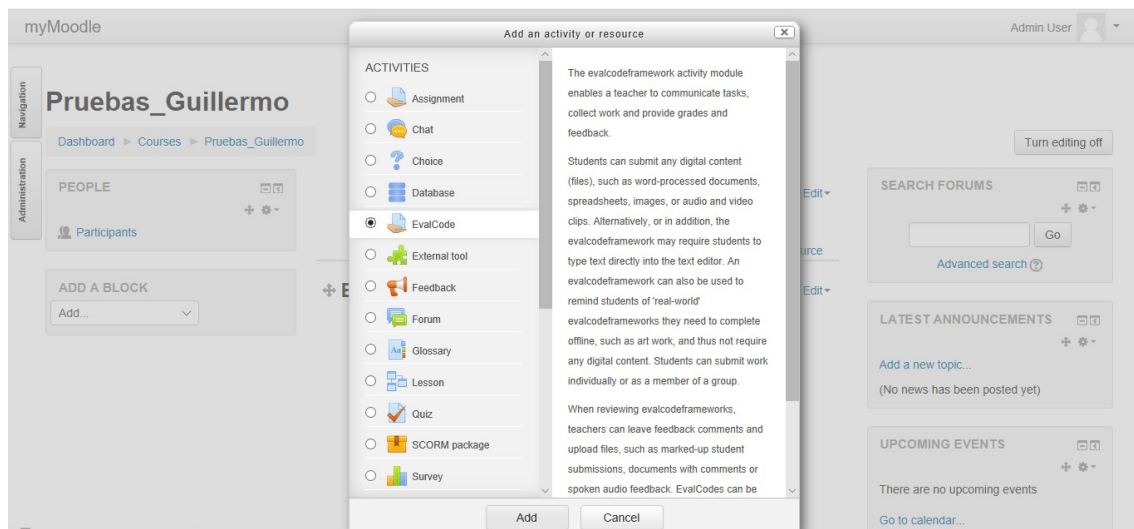 myMoodle
Admin User
Add an activity or resource
Navigation
Administration
Pruebas_Guillermo
Dashboard
Courses
Pruebas_Guillermo
Turn editing off
PEOPLE
Participants
ADD A BLOCK
Add...
E
Edit
urce
Edit
ACTIVITIES
Assignment
Chat
Choice
Database
EvalCode
External tool
Feedback
Forum
Glossary
Lesson
Quiz
SCORM package
Survey
The evalcodeframework activity module
enables a teacher to communicate tasks,
collect work and provide grades and
feedback.
Students can submit any digital content
(files), such as word-processed documents,
spreadsheets, images, or audio and video
clips. Alternatively, or in addition, the
evalcodeframework may require students to
type text directly into the text editor. An
evalcodeframework can also be used to
remind students of 'real-world'
evalcodeframeworks they need to complete
offline, such as art work, and thus not require
any digital content. Students can submit work
individually or as a member of a group.
When reviewing evalcodeframeworks,
teachers can leave feedback comments and
upload files, such as marked-up student
submissions, documents with comments or
spoken audio feedback. EvalCodes can be
Add
Cancel
SEARCH FORUMS
Go
Advanced search
LATEST ANNOUNCEMENTS
Add a new topic...
(No news has been posted yet)
UPCOMING EVENTS
There are no upcoming events
Go to calendar...